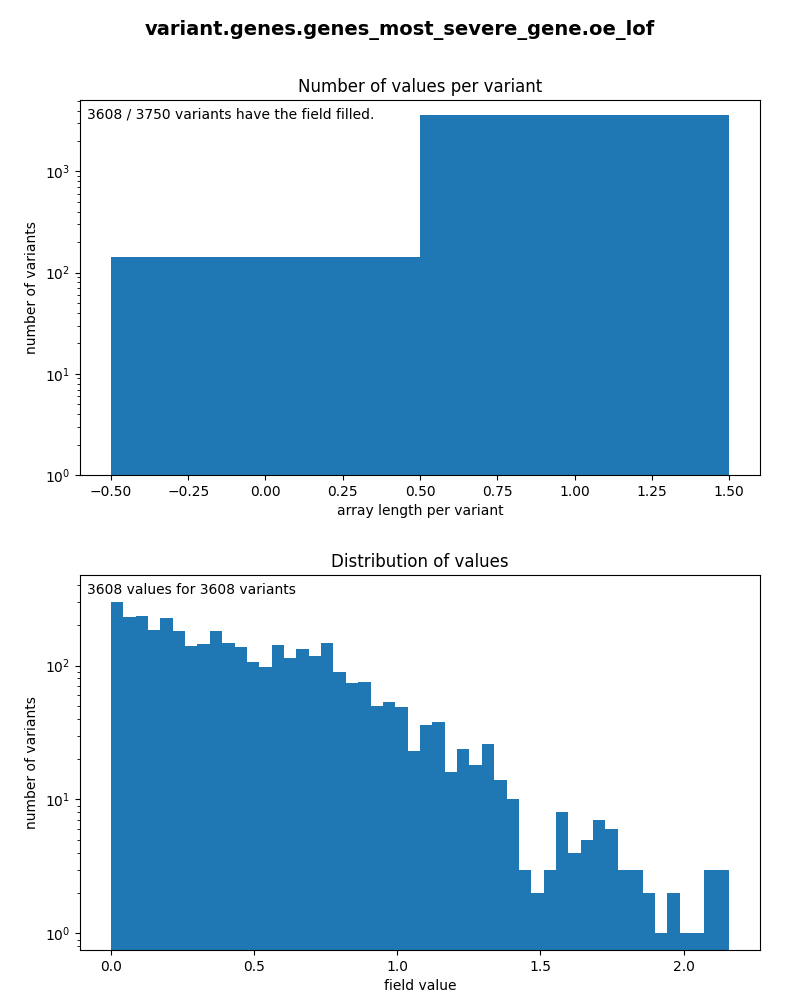 variant.genes.genes_most_severe_gene.oe_lof
Number of values per variant
3608 / 3750 variants have the field filled.
number of variants
10³
10²
10¹
10⁰
−0.50 −0.25 0.00 0.25 0.50 0.75 1.00 1.25 1.50
array length per variant
Distribution of values
3608 values for 3608 variants
number of variants
10²
10¹
10⁰
0.0 0.5 1.0 1.5 2.0
field value